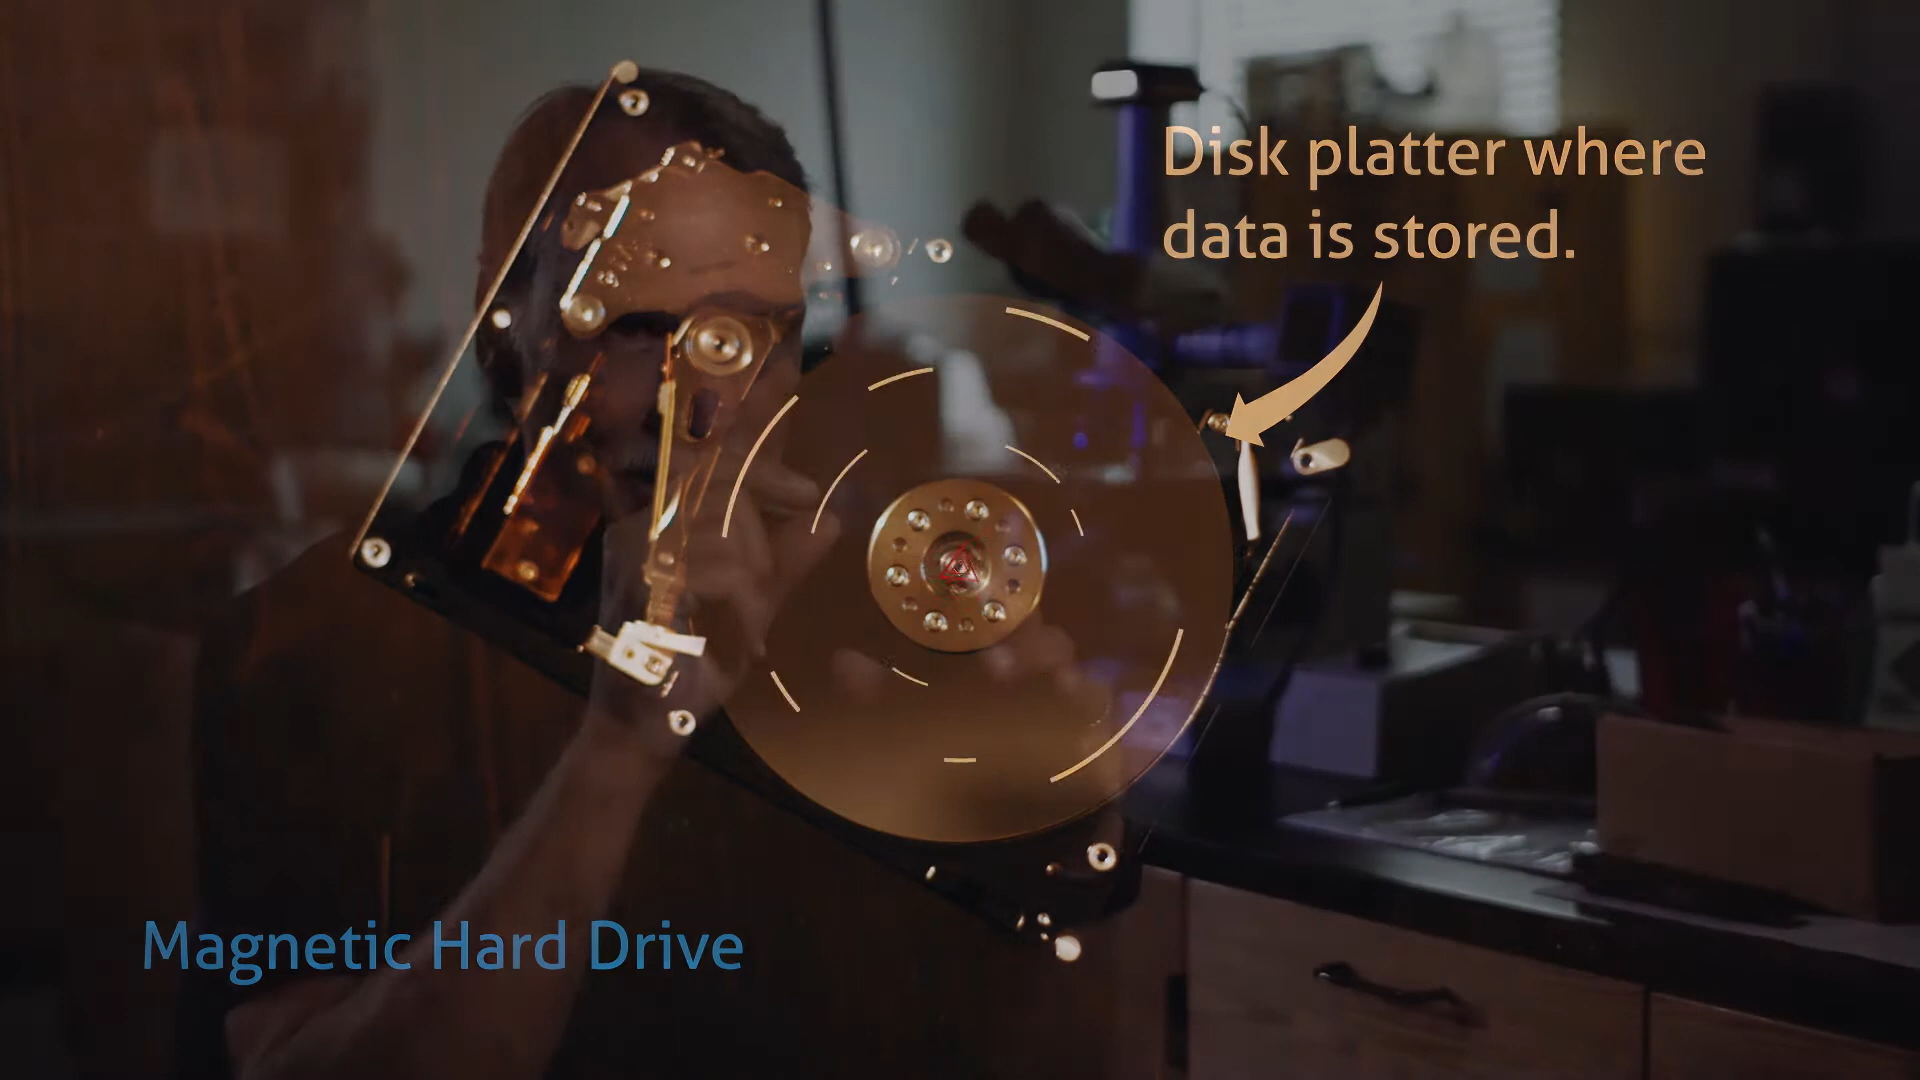 Disk platter where
data is stored.
Magnetic Hard Drive